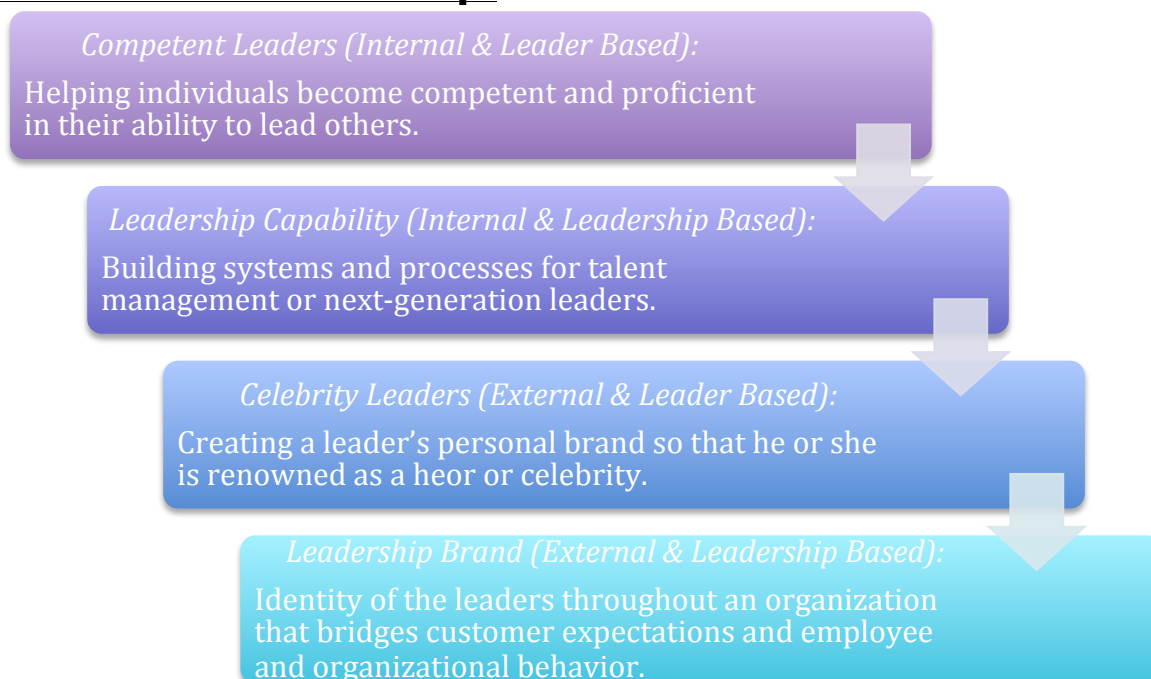 Competent Leaders (Internal & Leader Based):
Helping individuals become competent and proficient
in their ability to lead others.
Leadership Capability (Internal & Leadership Based):
Building systems and processes for talent
management or next-generation leaders.
Celebrity Leaders (External & Leader Based):
Creating a leader’s personal brand so that he or she
is renowned as a heor or celebrity.
Leadership Brand (External & Leadership Based):
Identity of the leaders throughout an organization
that bridges customer expectations and employee
and organizational behavior.